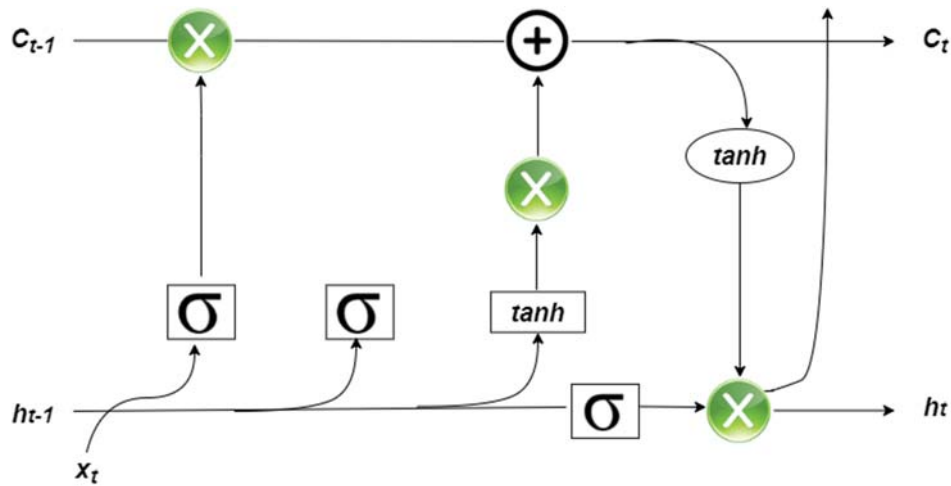 Ct-1 X + Ct
tanh
X
σ σ tanh
ht-1 σ X ht
xt